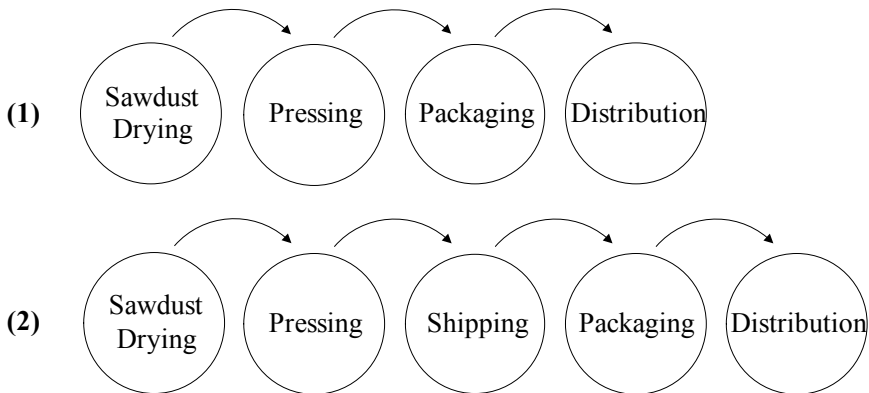 (1)
Sawdust
Drying
Pressing
Packaging
Distribution
(2)
Sawdust
Drying
Pressing
Shipping
Packaging
Distribution